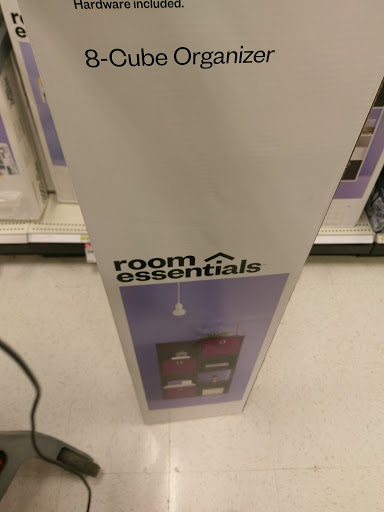 Hardware included.
8-Cube Organizer
room
essentials